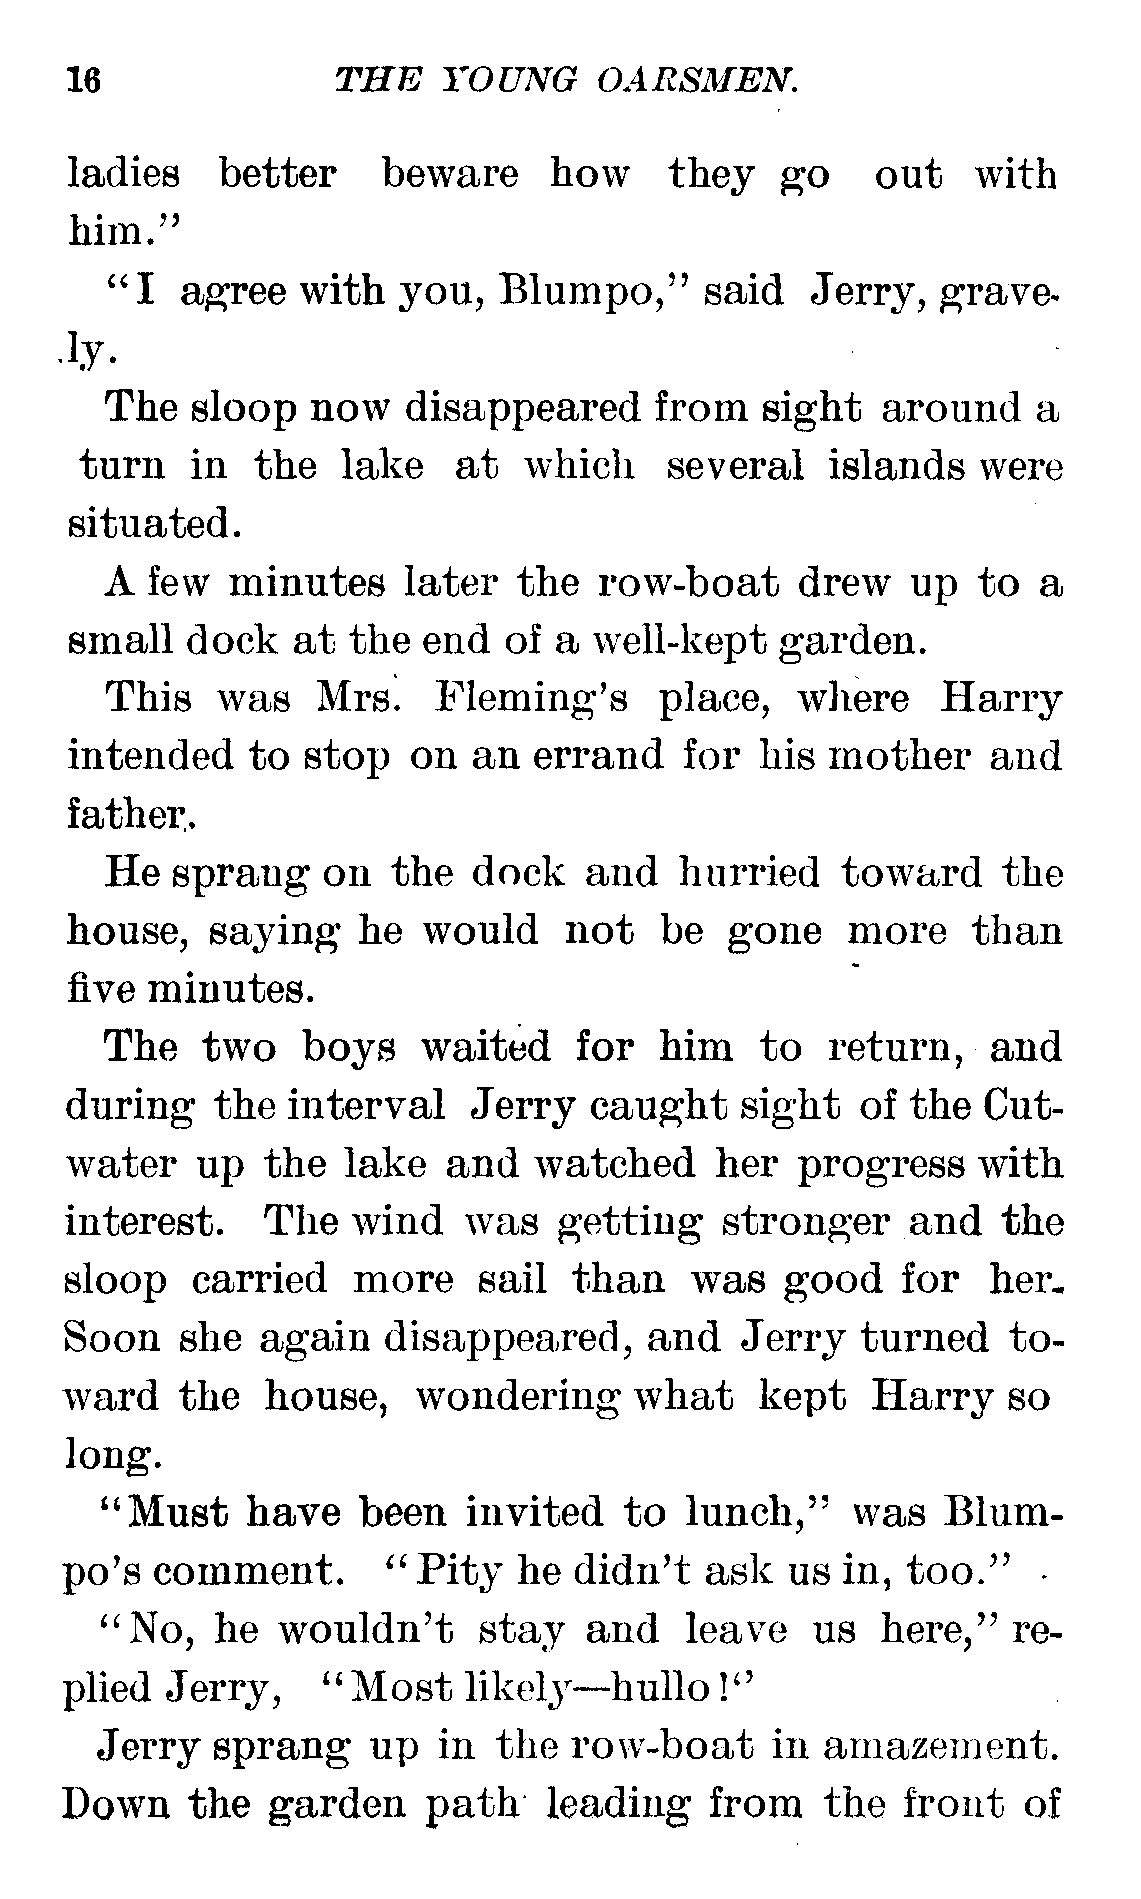 16 THE YOUNG OARSMEN.
ladies better beware how they go out with
him."
"I agree with you, Blumpo," said Jerry, grave-
ly.
The sloop now disappeared from sight around a
turn in the lake at which several islands were
situated.
A few minutes later the row-boat drew up to a
small dock at the end of a well-kept garden.
This was Mrs. Fleming's place, where Harry
intended to stop on an errand for his mother and
father.
He sprang on the dock and hurried toward the
house, saying he would not be gone more than
five minutes.
The two boys waited for him to return, and
during the interval Jerry caught sight of the Cut-
water up the lake and watched her progress with
interest. The wind was getting stronger and the
sloop carried more sail than was good for her.
Soon she again disappeared, and Jerry turned to-
ward the house, wondering what kept Harry so
long.
"Must have been invited to lunch," was Blum-
po's comment. "Pity he didn't ask us in, too."
"No, he wouldn't stay and leave us here," re-
plied Jerry, "Most likely—hullo!"
Jerry sprang up in the row-boat in amazement.
Down the garden path leading from the front of